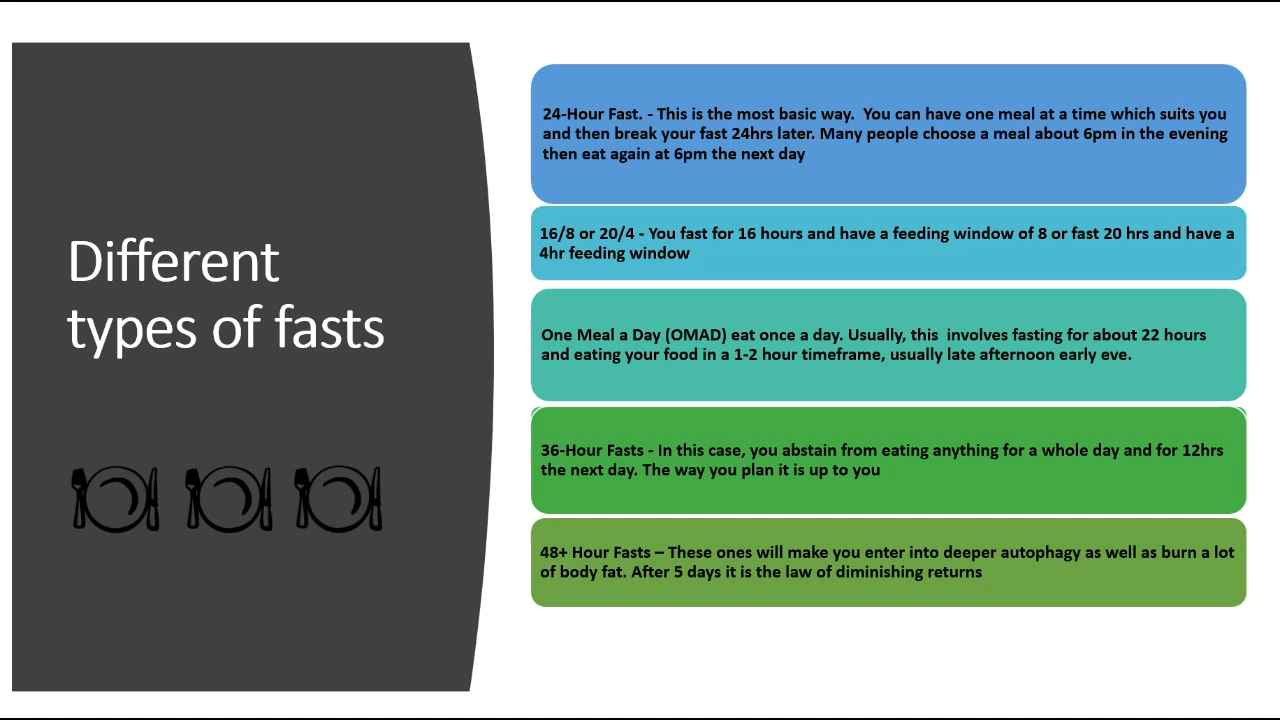 Different
types of fasts
24-Hour Fast. - This is the most basic way.  You can have one meal at a time which suits you
and then break your fast 24hrs later. Many people choose a meal about 6pm in the evening
then eat again at 6pm the next day
16/8 or 20/4 - You fast for 16 hours and have a feeding window of 8 or fast 20 hrs and have a
4hr feeding window
One Meal a Day (OMAD) eat once a day. Usually, this  involves fasting for about 22 hours
and eating your food in a 1-2 hour timeframe, usually late afternoon early eve.
36-Hour Fasts - In this case, you abstain from eating anything for a whole day and for 12hrs
the next day. The way you plan it is up to you
48+ Hour Fasts – These ones will make you enter into deeper autophagy as well as burn a lot
of body fat. After 5 days it is the law of diminishing returns